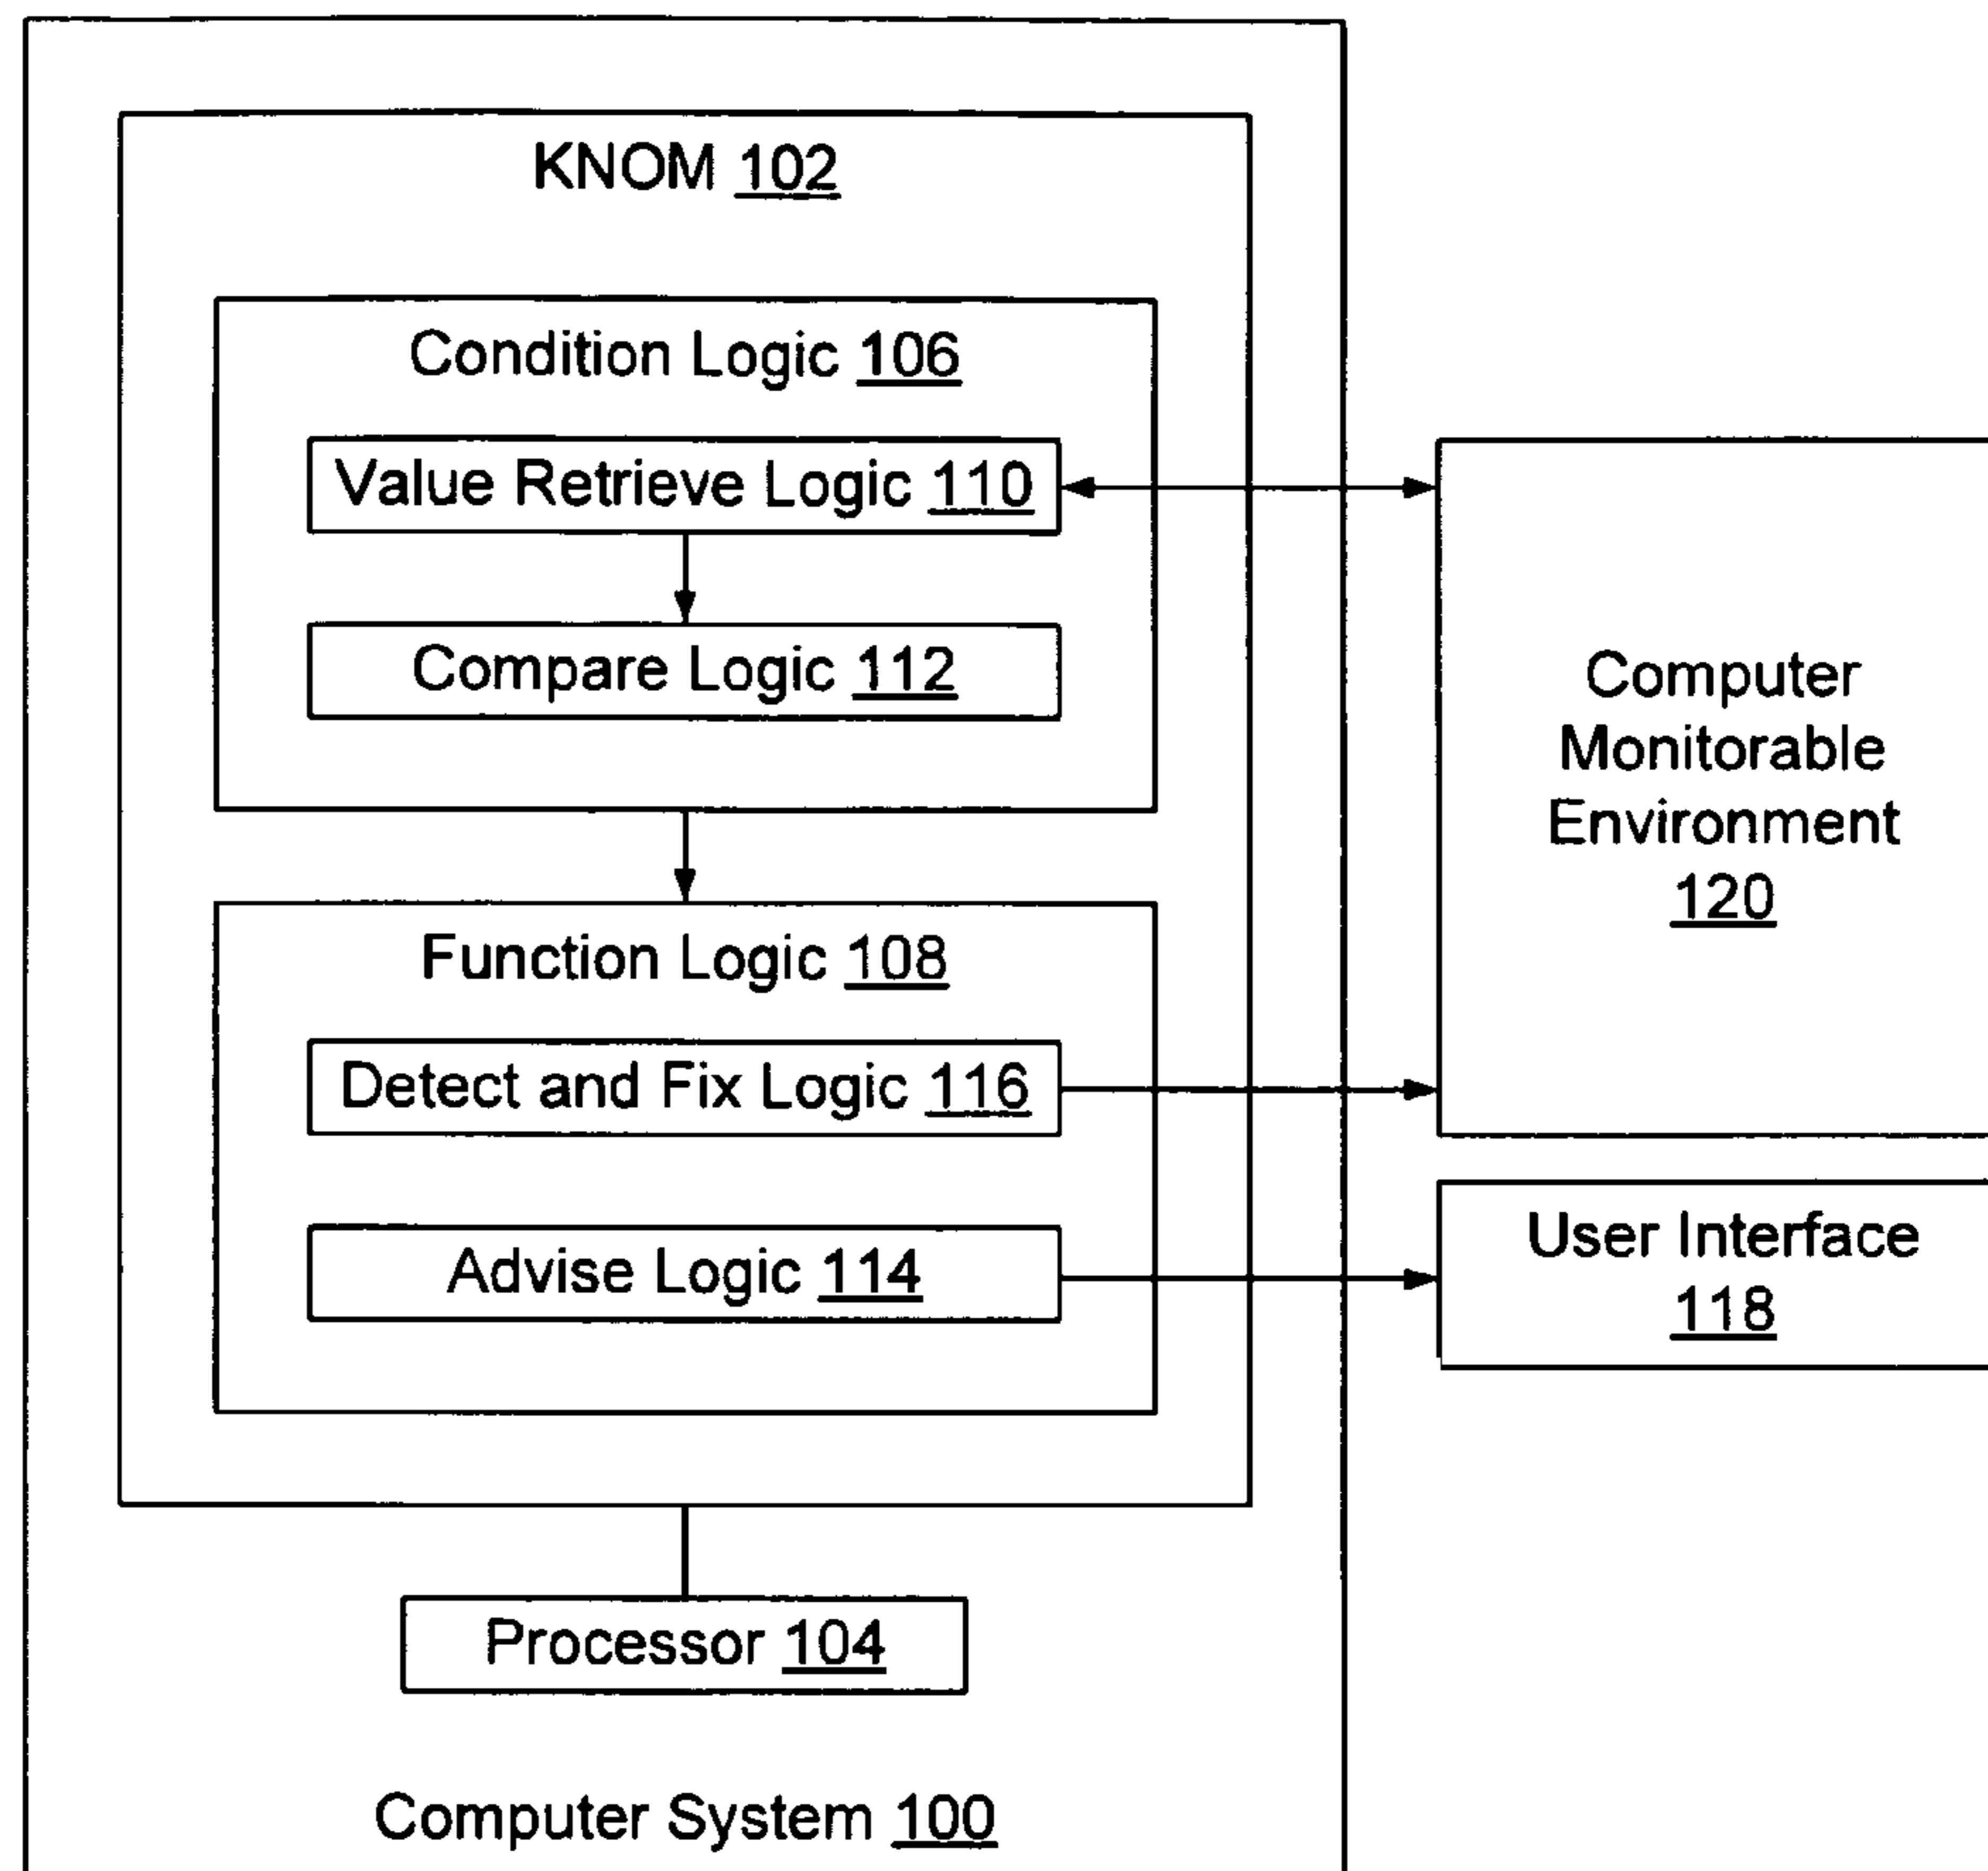 KNOM 102
Condition Logic 106
Value Retrieve Logic 110
Compare Logic 112
Function Logic 108
Detect and Fix Logic 116
Advise Logic 114
Processor 104
Computer System 100
Computer
Monitorable
Environment
120
User Interface
118